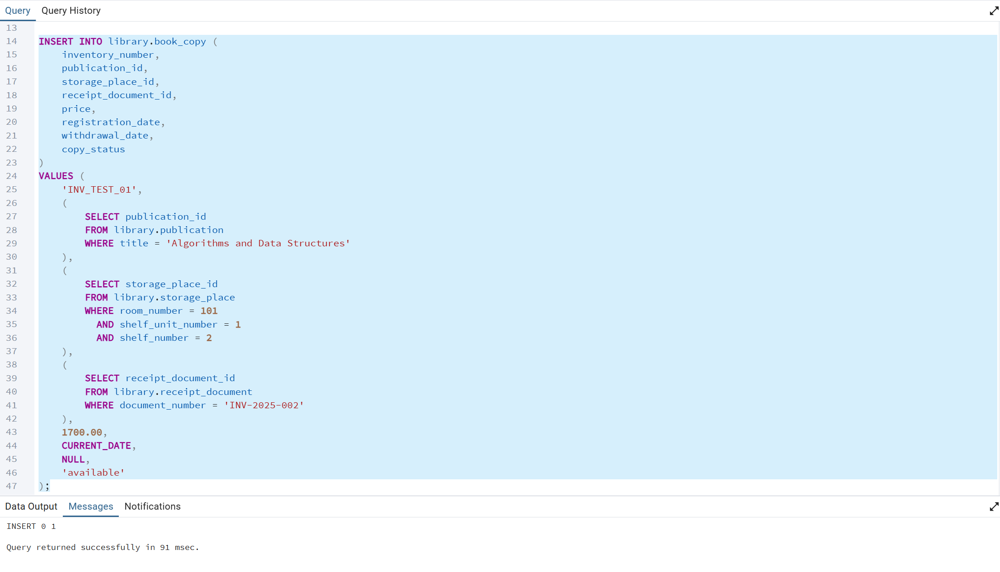 Query Query History
13
14 INSERT INTO library.book_copy (
15     inventory_number,
16     publication_id,
17     storage_place_id,
18     receipt_document_id,
19     price,
20     registration_date,
21     withdrawal_date,
22     copy_status
23 )
24 VALUES (
25     'INV_TEST_01',
26     (
27         SELECT publication_id
28         FROM library.publication
29         WHERE title = 'Algorithms and Data Structures'
30     ),
31     (
32         SELECT storage_place_id
33         FROM library.storage_place
34         WHERE room_number = 101
35           AND shelf_unit_number = 1
36           AND shelf_number = 2
37     ),
38     (
39         SELECT receipt_document_id
40         FROM library.receipt_document
41         WHERE document_number = 'INV-2025-002'
42     ),
43     1700.00,
44     CURRENT_DATE,
45     NULL,
46     'available'
47 );
Data Output Messages Notifications
INSERT 0 1
Query returned successfully in 91 msec.